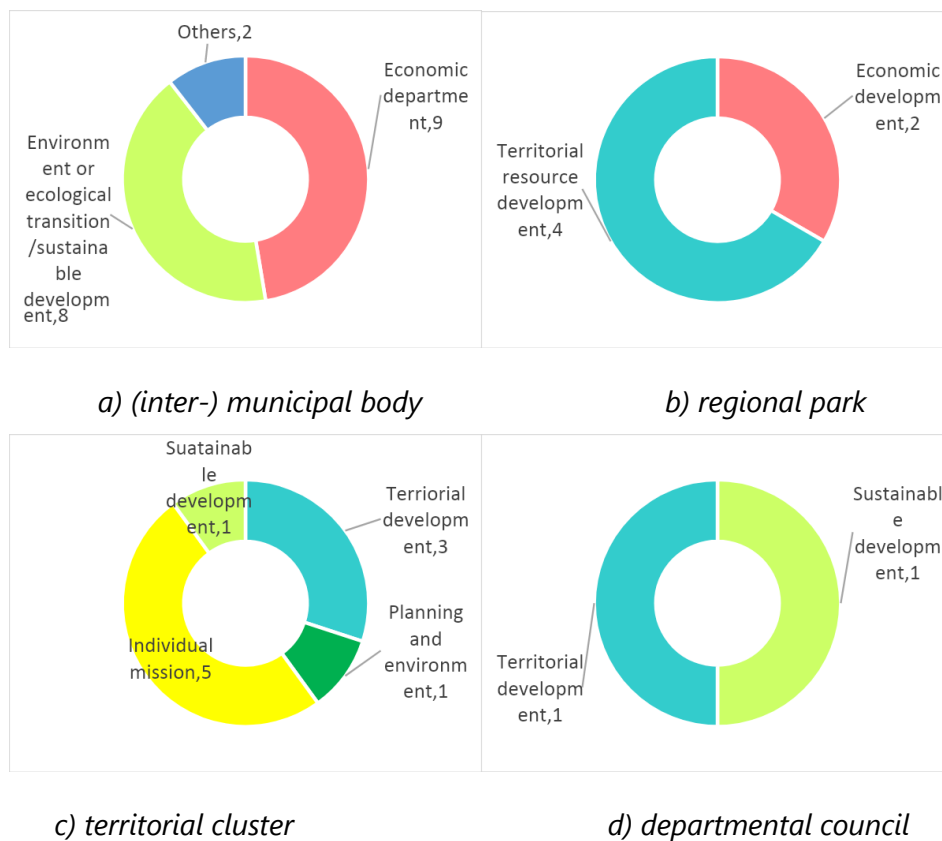 Others,2
Economic
departme
nt,9
Environm
ent or
ecological
transition
/sustaina
ble
developm
ent,8
Economic
developm
ent,2
Territorial
resource
developm
ent,4
a) (inter-) municipal body
b) regional park
Suatainab
le
developm
ent,1
Terriorial
developm
ent,3
Individual
mission,5
Planning
and
environm
ent,1
Sustainabl
e
developm
ent,1
Territorial
developm
ent,1
c) territorial cluster
d) departmental council